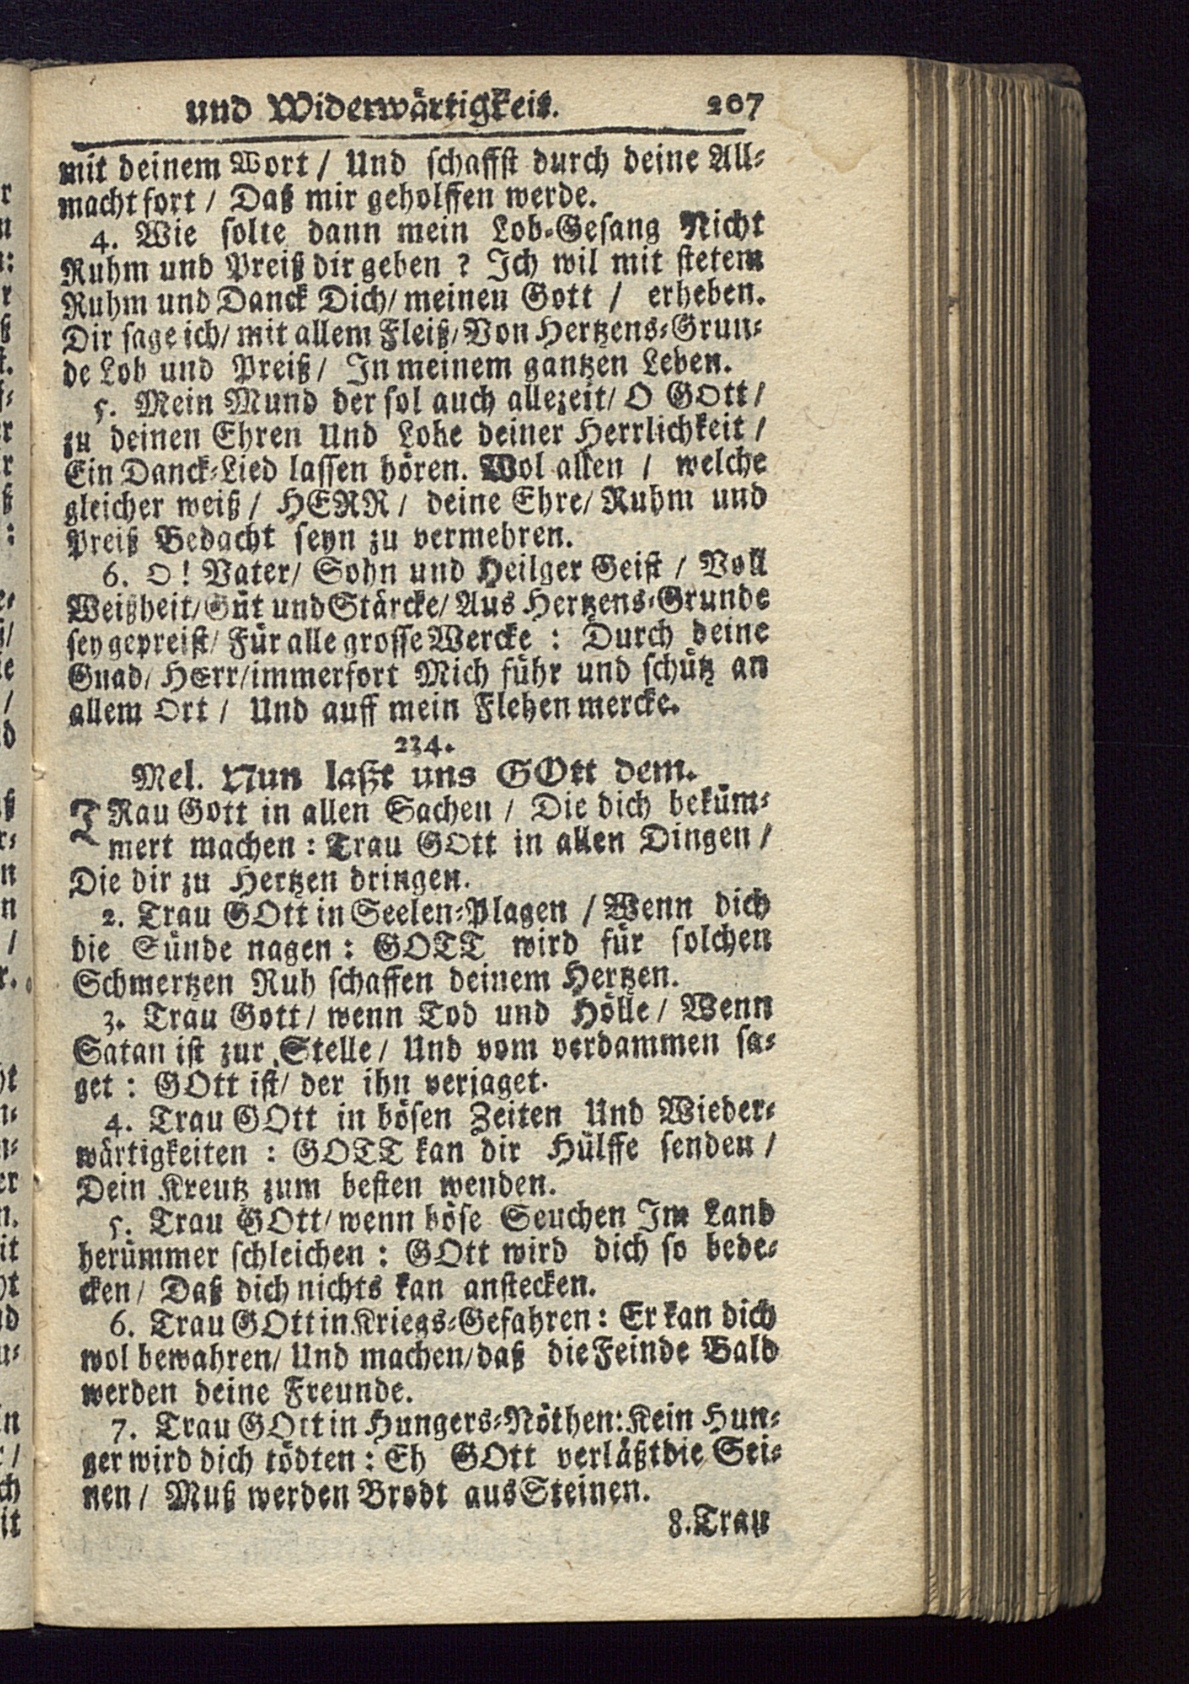 und Widerwärtigkeit. 207
mit deinem Wort / Und schaffst durch deine All-
macht fort / Daß mir geholffen werde.
4. Wie solte dann mein Lob-Gesang Nicht
Ruhm und Preiß dir geben ? Ich wil mit stetem
Ruhm und Danck Dich / meinen Gott / erheben.
Dir sage ich / mit allem Fleiß / Von Hertzens-Grun-
de Lob und Preiß / In meinem gantzen Leben.
5. Mein Mund der sol auch allezeit / O GOtt /
zu deinen Ehren Und Lobe deiner Herrlichkeit /
Ein Danck-Lied lassen hören. Wol allen / welche
gleicher weiß / HERR / deine Ehre / Ruhm und
Preiß Bedacht seyn zu vermehren.
6. O ! Vater / Sohn und Heilger Geist / Voll
Weißheit / Güt und Stärcke / Aus Hertzens-Grunde
sey gepreist / Für alle grosse Wercke : Durch deine
Gnad / HErr / immerfort Mich führ und schütz an
allem Ort / Und auff mein Flehen mercke.
234.
Mel. Nun laßt uns GOtt dem.
TRau Gott in allen Sachen / Die dich beküm-
mert machen : Trau GOtt in allen Dingen /
Die dir zu Hertzen dringen.
2. Trau GOtt in Seelen-Plagen / Wenn dich
die Sünde nagen : GOTT wird für solchen
Schmertzen Ruh schaffen deinem Hertzen.
3. Trau Gott / wenn Tod und Hölle / Wenn
Satan ist zur Stelle / Und vom verdammen sa-
get : GOtt ist / der ihn verjaget.
4. Trau GOtt in bösen Zeiten Und Wieder-
wärtigkeiten : GOTT kan dir Hülffe senden /
Dein Kreutz zum besten wenden.
5. Trau GOtt / wenn böse Seuchen Im Land
herümmer schleichen : GOtt wird dich so bede-
cken / Daß dich nichts kan anstecken.
6. Trau GOtt in Kriegs-Gefahren : Er kan dich
wol bewahren / Und machen / daß die Feinde Bald
werden deine Freunde.
7. Trau GOtt in Hungers-Nöthen : Kein Hun-
ger wird dich tödten : Eh GOtt verläßt die Sei-
nen / Muß werden Brodt aus Steinen.
8. Trau